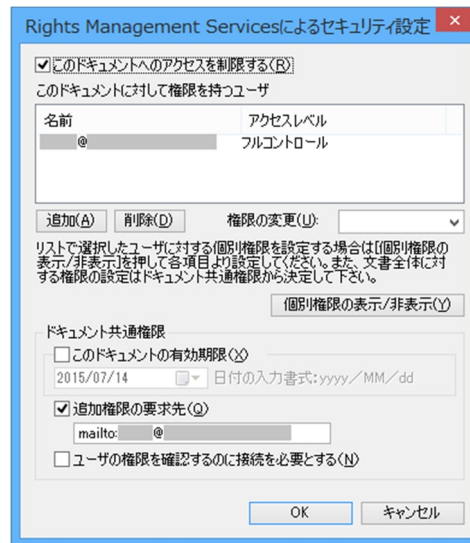 Rights Management Servicesによるセキュリティ設定
このドキュメントへのアクセスを制限する(R)
このドキュメントに対して権限を持つユーザ
名前 アクセスレベル
@ フルコントロール
追加(A) 削除(D) 権限の変更(U):
リストで選択したユーザに対する個別権限を設定する場合は[個別権限の
表示/非表示]を押して各項目より設定してください。また、文書全体に対
する権限の設定はドキュメント共通権限から決定して下さい。
個別権限の表示/非表示(Y)
ドキュメント共通権限
このドキュメントの有効期限(X)
2015/07/14 日付の入力書式:yyyy/MM/dd
追加権限の要求先(Q)
mailto: @
ユーザの権限を確認するのに接続を必要とする(N)
OK キャンセル